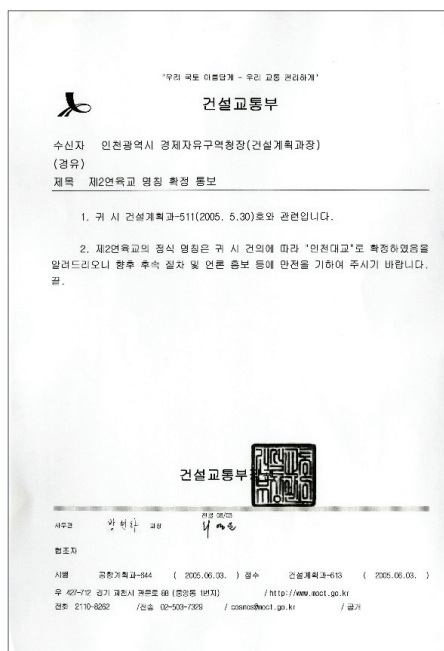 "우리 국토 아름답게 - 우리 교통 편리하게"
건설교통부
수신자 인천광역시 경제자유구역청장(건설계획과장)
(경유)
제목 제2연육교 명칭 확정 통보
1. 귀 시 건설계획과-511(2005. 5.30)호와 관련입니다.
2. 제2연육교의 정식 명칭은 귀 시 건의에 따라 "인천대교"로 확정하였음을
알려드리오니 향후 후속 절차 및 언론 홍보 등에 만전을 기하여 주시기 바랍니다.
끝.
건설교통부장관
사무관 과장 전결 06/03
협조자
시행 공항계획과-644 ( 2005.06.03. ) 접수 건설계획과-613 ( 2005.06.03. )
우 427-712 경기 과천시 관문로 88 (중앙동 1번지) / http://www.moct.go.kr
전화 2110-8262 /전송 02-503-7329 / cosmos@moct.go.kr / 공개